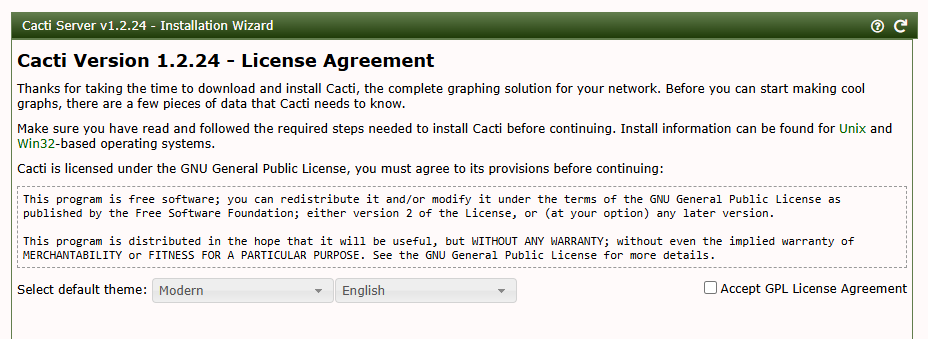 Cacti Server v1.2.24 - Installation Wizard
Cacti Version 1.2.24 - License Agreement
Thanks for taking the time to download and install Cacti, the complete graphing solution for your network. Before you can start making cool
graphs, there are a few pieces of data that Cacti needs to know.
Make sure you have read and followed the required steps needed to install Cacti before continuing. Install information can be found for Unix and
Win32-based operating systems.
Cacti is licensed under the GNU General Public License, you must agree to its provisions before continuing:
This program is free software; you can redistribute it and/or modify it under the terms of the GNU General Public License as
published by the Free Software Foundation; either version 2 of the License, or (at your option) any later version.
This program is distributed in the hope that it will be useful, but WITHOUT ANY WARRANTY; without even the implied warranty of
MERCHANTABILITY or FITNESS FOR A PARTICULAR PURPOSE. See the GNU General Public License for more details.
Select default theme: Modern English Accept GPL License Agreement